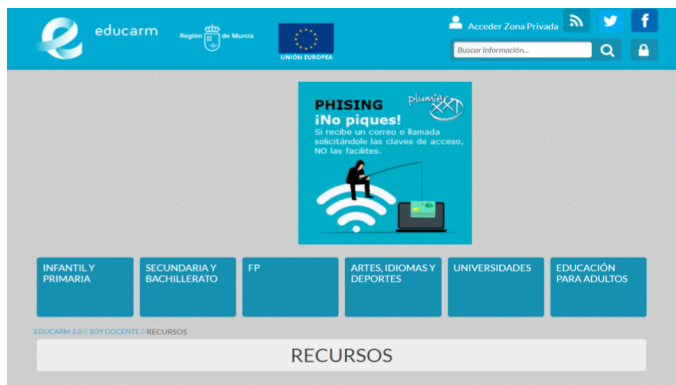 educarm
Región de Murcia
UNIÓN EUROPEA
Acceder Zona Privada
Buscar información...
PHISING
plumier XXI
¡No piques!
Si recibe un correo o llamada
solicitándole las claves de acceso,
NO las facilites.
INFANTIL Y
PRIMARIA
SECUNDARIA Y
BACHILLERATO
FP
ARTES, IDIOMAS Y
DEPORTES
UNIVERSIDADES
EDUCACIÓN
PARA ADULTOS
EDUCARM 2.0// SOY DOCENTE //RECURSOS
RECURSOS